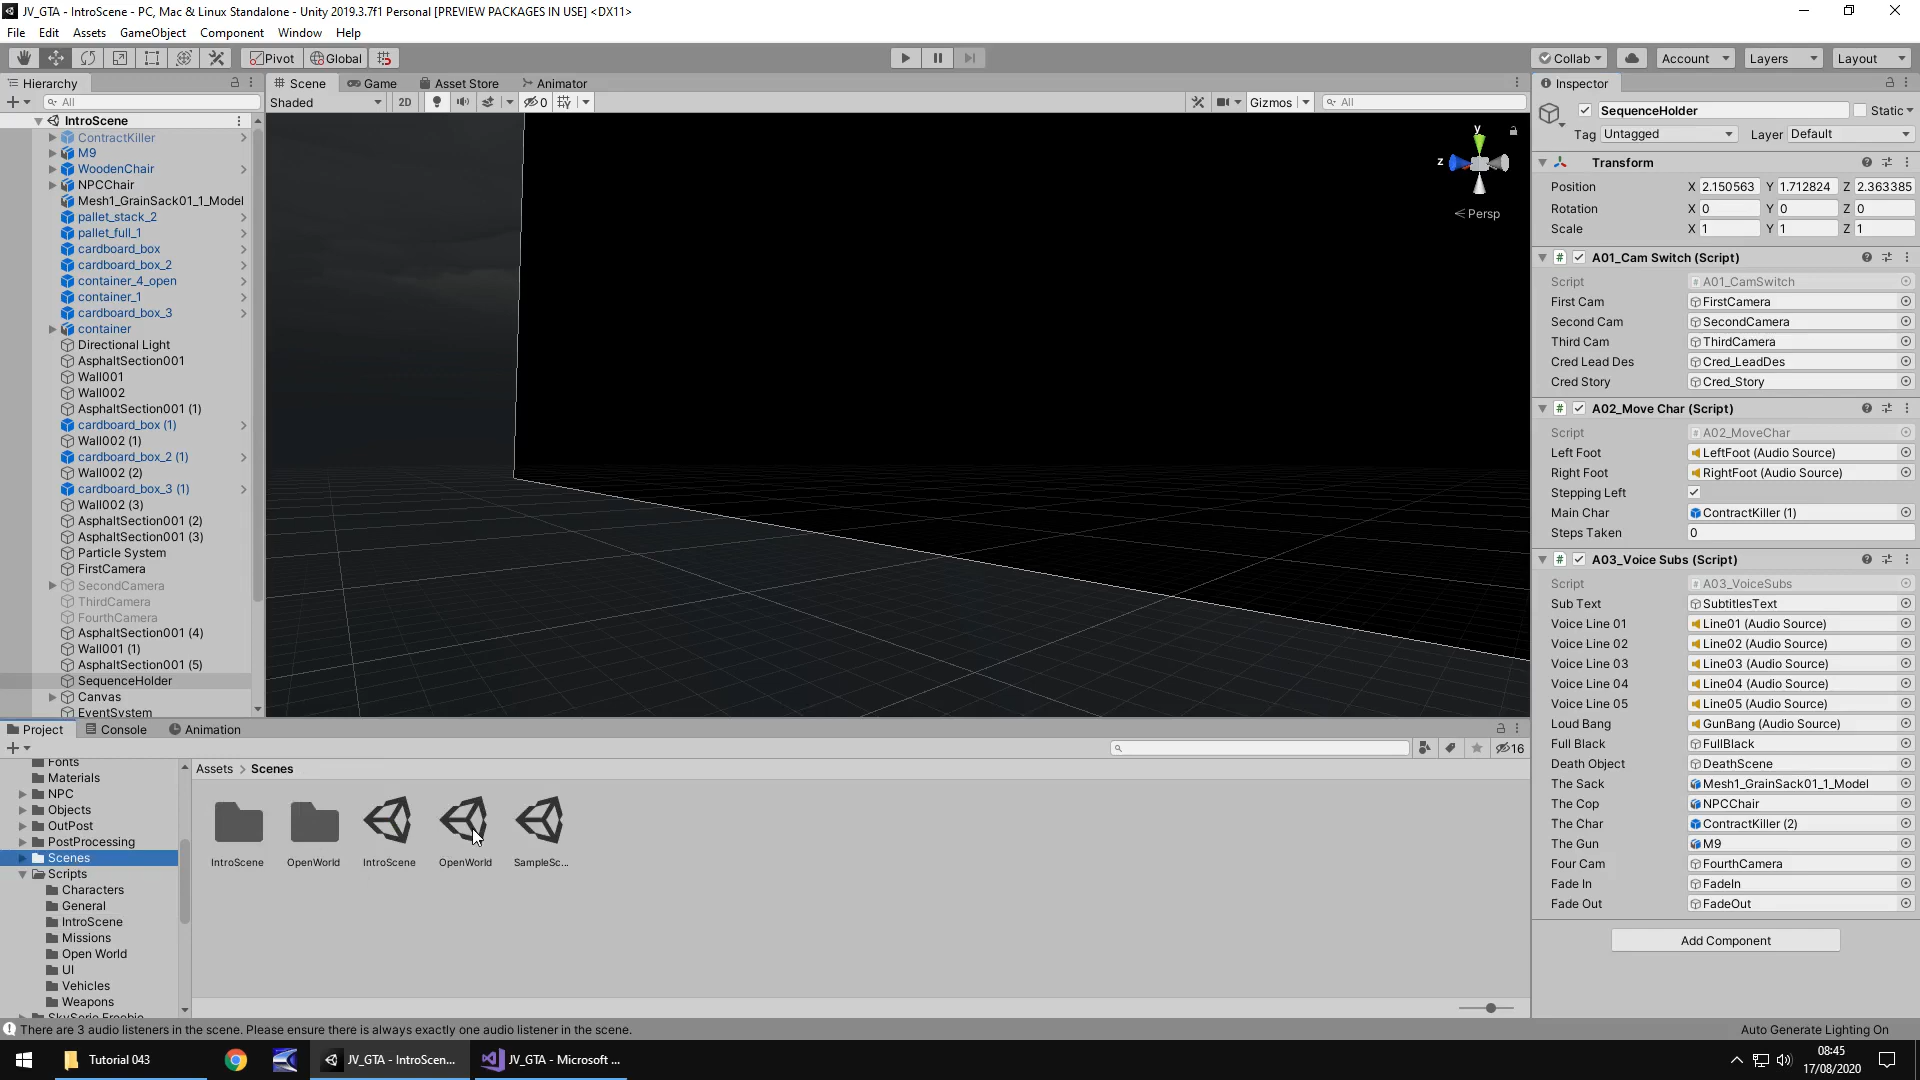 JV_GTA - IntroScene - PC, Mac & Linux Standalone - Unity 2019.3.7f1 Personal [PREVIEW PACKAGES IN USE] <DX11>
File Edit Assets GameObject Component Window Help
Pivot Global Collab Account Layers Layout
Hierarchy
All
IntroScene
ContractKiller
M9
WoodenChair
NPCChair
Mesh1_GrainSack01_1_Model
pallet_stack_2
pallet_full_1
cardboard_box
cardboard_box_2
container_4_open
container_1
cardboard_box_3
container
Directional Light
AsphaltSection001
Wall001
Wall002
AsphaltSection001 (1)
cardboard_box (1)
Wall002 (1)
cardboard_box_2 (1)
Wall002 (2)
cardboard_box_3 (1)
Wall002 (3)
AsphaltSection001 (2)
AsphaltSection001 (3)
Particle System
FirstCamera
SecondCamera
ThirdCamera
FourthCamera
AsphaltSection001 (4)
Wall001 (1)
AsphaltSection001 (5)
SequenceHolder
Canvas
EventSystem
Scene Game Asset Store Animator
Shaded 2D 0 Gizmos All
y
z
Persp
Inspector
SequenceHolder Static
Tag Untagged Layer Default
Transform
Position X 2.150563 Y 1.712824 Z 2.363385
Rotation X 0 Y 0 Z 0
Scale X 1 Y 1 Z 1
A01_Cam Switch (Script)
Script A01_CamSwitch
First Cam FirstCamera
Second Cam SecondCamera
Third Cam ThirdCamera
Cred Lead Des Cred_LeadDes
Cred Story Cred_Story
A02_Move Char (Script)
Script A02_MoveChar
Left Foot LeftFoot (Audio Source)
Right Foot RightFoot (Audio Source)
Stepping Left
Main Char ContractKiller (1)
Steps Taken 0
A03_Voice Subs (Script)
Script A03_VoiceSubs
Sub Text SubtitlesText
Voice Line 01 Line01 (Audio Source)
Voice Line 02 Line02 (Audio Source)
Voice Line 03 Line03 (Audio Source)
Voice Line 04 Line04 (Audio Source)
Voice Line 05 Line05 (Audio Source)
Loud Bang GunBang (Audio Source)
Full Black FullBlack
Death Object DeathScene
The Sack Mesh1_GrainSack01_1_Model
The Cop NPCChair
The Char ContractKiller (2)
The Gun M9
Four Cam FourthCamera
Fade In FadeIn
Fade Out FadeOut
Add Component
Project Console Animation
16
Fonts
Materials
NPC
Objects
OutPost
PostProcessing
Scenes
Scripts
Characters
General
IntroScene
Missions
Open World
UI
Vehicles
Weapons
SkySerie Freebie
Assets > Scenes
IntroScene OpenWorld IntroScene OpenWorld SampleSc...
There are 3 audio listeners in the scene. Please ensure there is always exactly one audio listener in the scene.
Auto Generate Lighting On
Tutorial 043
JV_GTA - IntroScen...
JV_GTA - Microsoft ...
08:45
17/08/2020